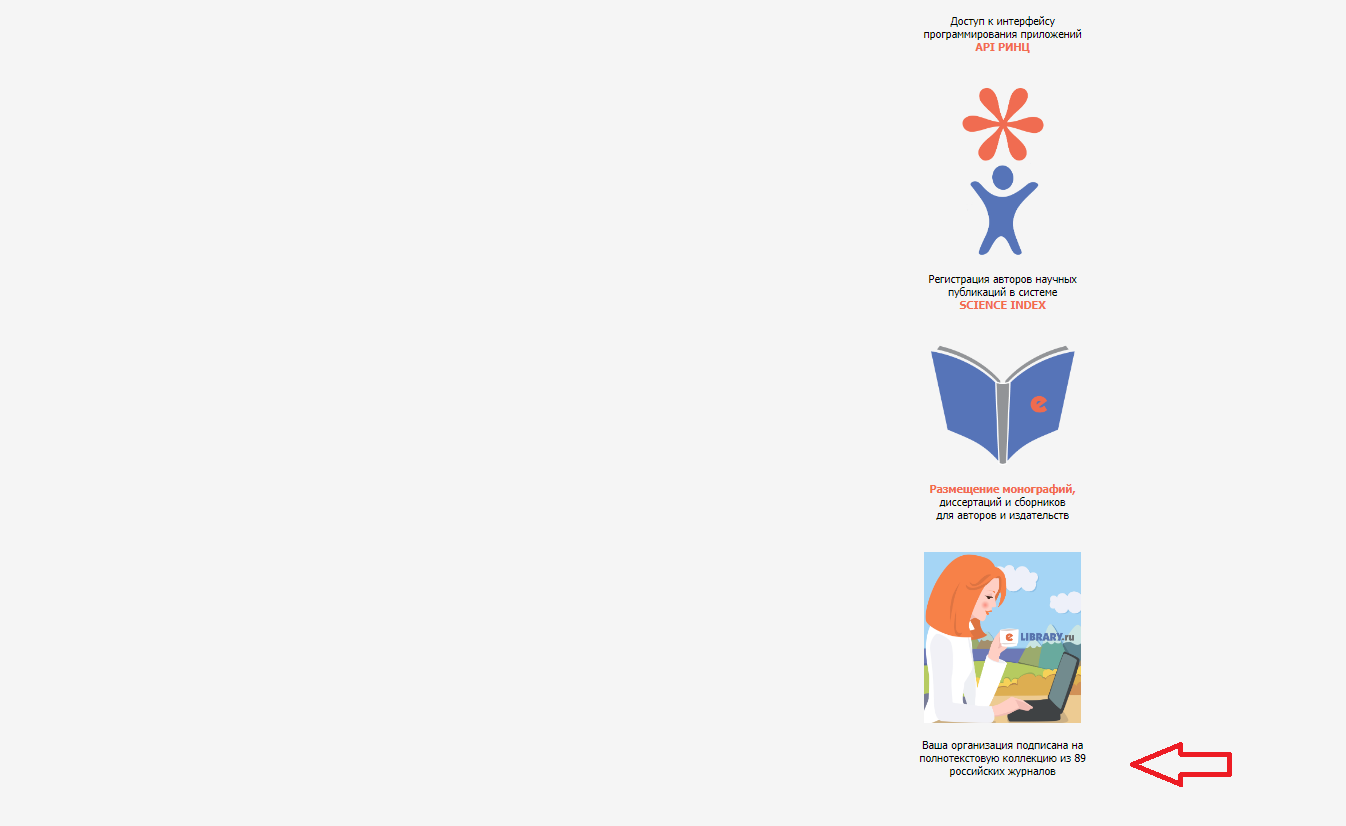 Доступ к интерфейсу
программирования приложений
API РИНЦ
Регистрация авторов научных
публикаций в системе
SCIENCE INDEX
e
Размещение монографий,
диссертаций и сборников
для авторов и издательств
e LIBRARY.ru
Ваша организация подписана на
полнотекстовую коллекцию из 89
российских журналов